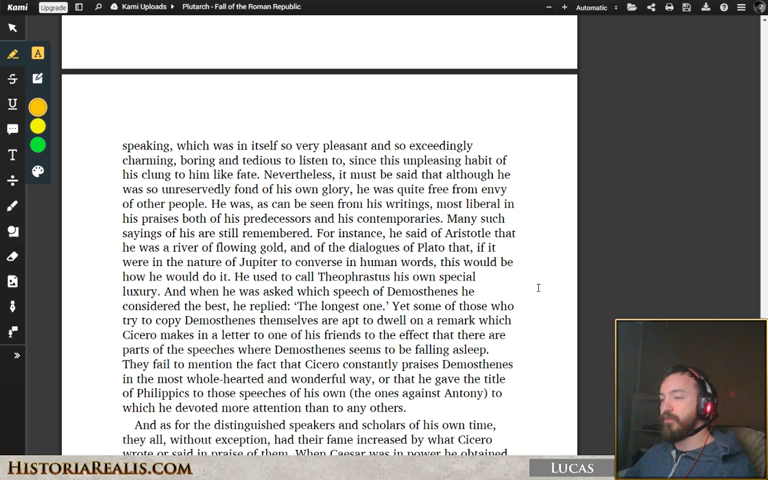 Kami
Upgrade
Kami Uploads
Plutarch - Fall of the Roman Republic
Automatic
A
T
speaking, which was in itself so very pleasant and so exceedingly
charming, boring and tedious to listen to, since this unpleasing habit of
his clung to him like fate. Nevertheless, it must be said that although he
was so unreservedly fond of his own glory, he was quite free from envy
of other people. He was, as can be seen from his writings, most liberal in
his praises both of his predecessors and his contemporaries. Many such
sayings of his are still remembered. For instance, he said of Aristotle that
he was a river of flowing gold, and of the dialogues of Plato that, if it
were in the nature of Jupiter to converse in human words, this would be
how he would do it. He used to call Theophrastus his own special
luxury. And when he was asked which speech of Demosthenes he
considered the best, he replied: ‘The longest one.’ Yet some of those who
try to copy Demosthenes themselves are apt to dwell on a remark which
Cicero makes in a letter to one of his friends to the effect that there are
parts of the speeches where Demosthenes seems to be falling asleep.
They fail to mention the fact that Cicero constantly praises Demosthenes
in the most whole-hearted and wonderful way, or that he gave the title
of Philippics to those speeches of his own (the ones against Antony) to
which he devoted more attention than to any others.
And as for the distinguished speakers and scholars of his own time,
they all, without exception, had their fame increased by what Cicero
wrote or said in praise of them. When Caesar was in power he obtained
HISTORIAREALIS.COM
LUCAS